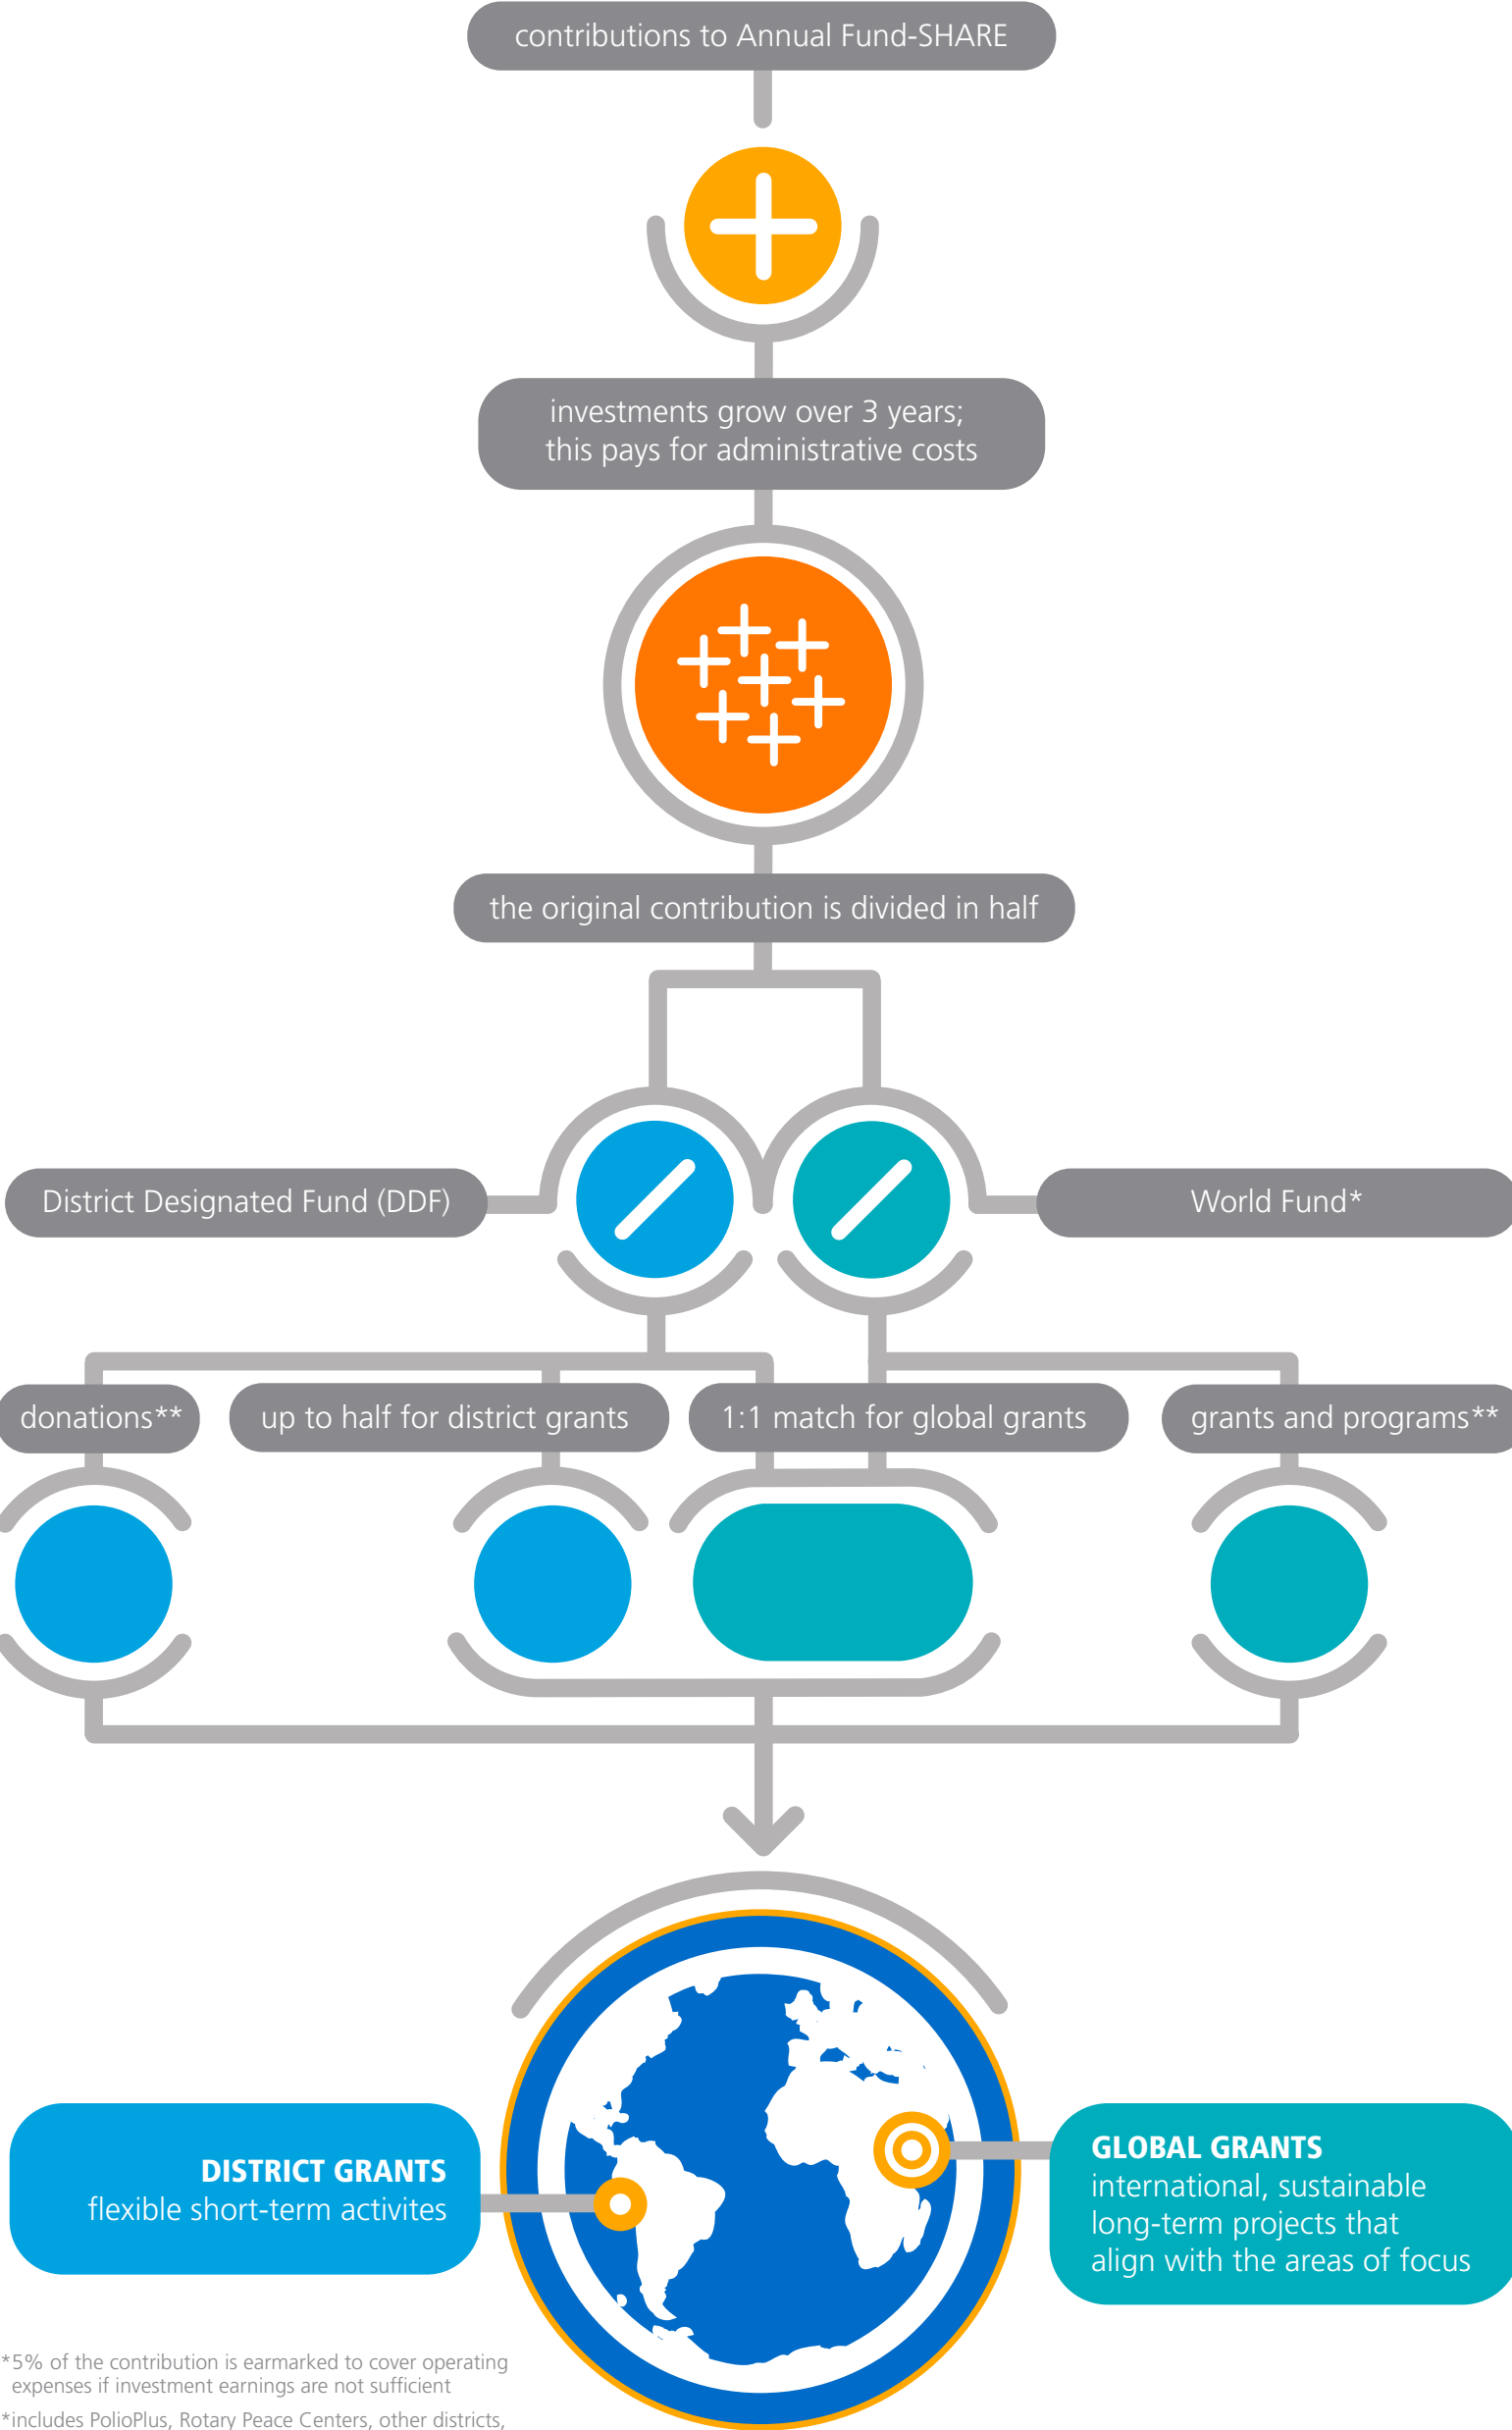 contributions to Annual Fund-SHARE
investments grow over 3 years;
this pays for administrative costs
the original contribution is divided in half
District Designated Fund (DDF)
World Fund*
donations**
up to half for district grants
1:1 match for global grants
grants and programs**
DISTRICT GRANTS
flexible short-term activites
GLOBAL GRANTS
international, sustainable
long-term projects that
align with the areas of focus
*5% of the contribution is earmarked to cover operating
expenses if investment earnings are not sufficient
*includes PolioPlus, Rotary Peace Centers, other districts,